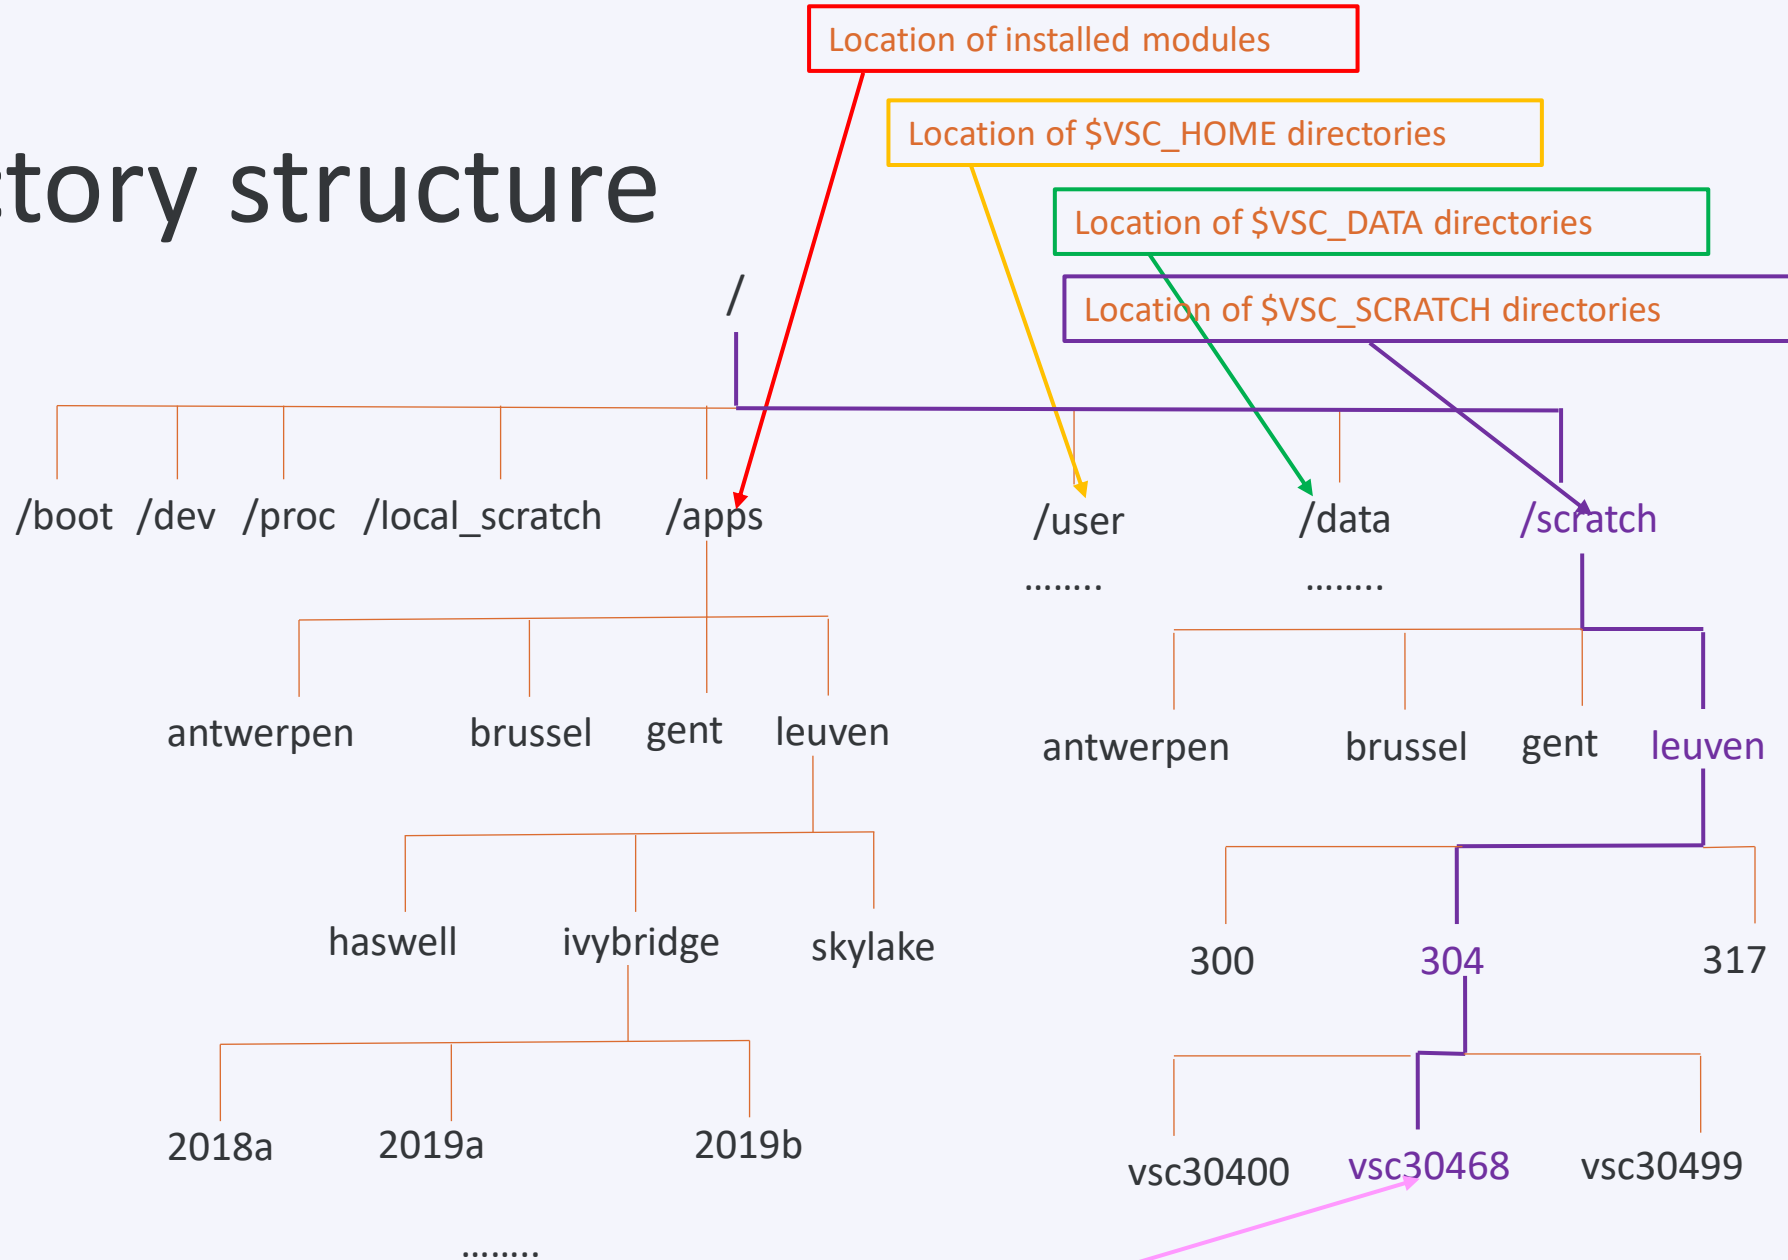 Location of installed modules
Location of $VSC_HOME directories
ctory structure
Location of $VSC_DATA directories
/
Location of $VSC_SCRATCH directories
/boot /dev /proc /local_scratch /apps /user /data /scratch
........ ........
antwerpen brussel gent leuven antwerpen brussel gent leuven
haswell ivybridge skylake 300 304 317
2018a 2019a 2019b vsc30400 vsc30468 vsc30499
........